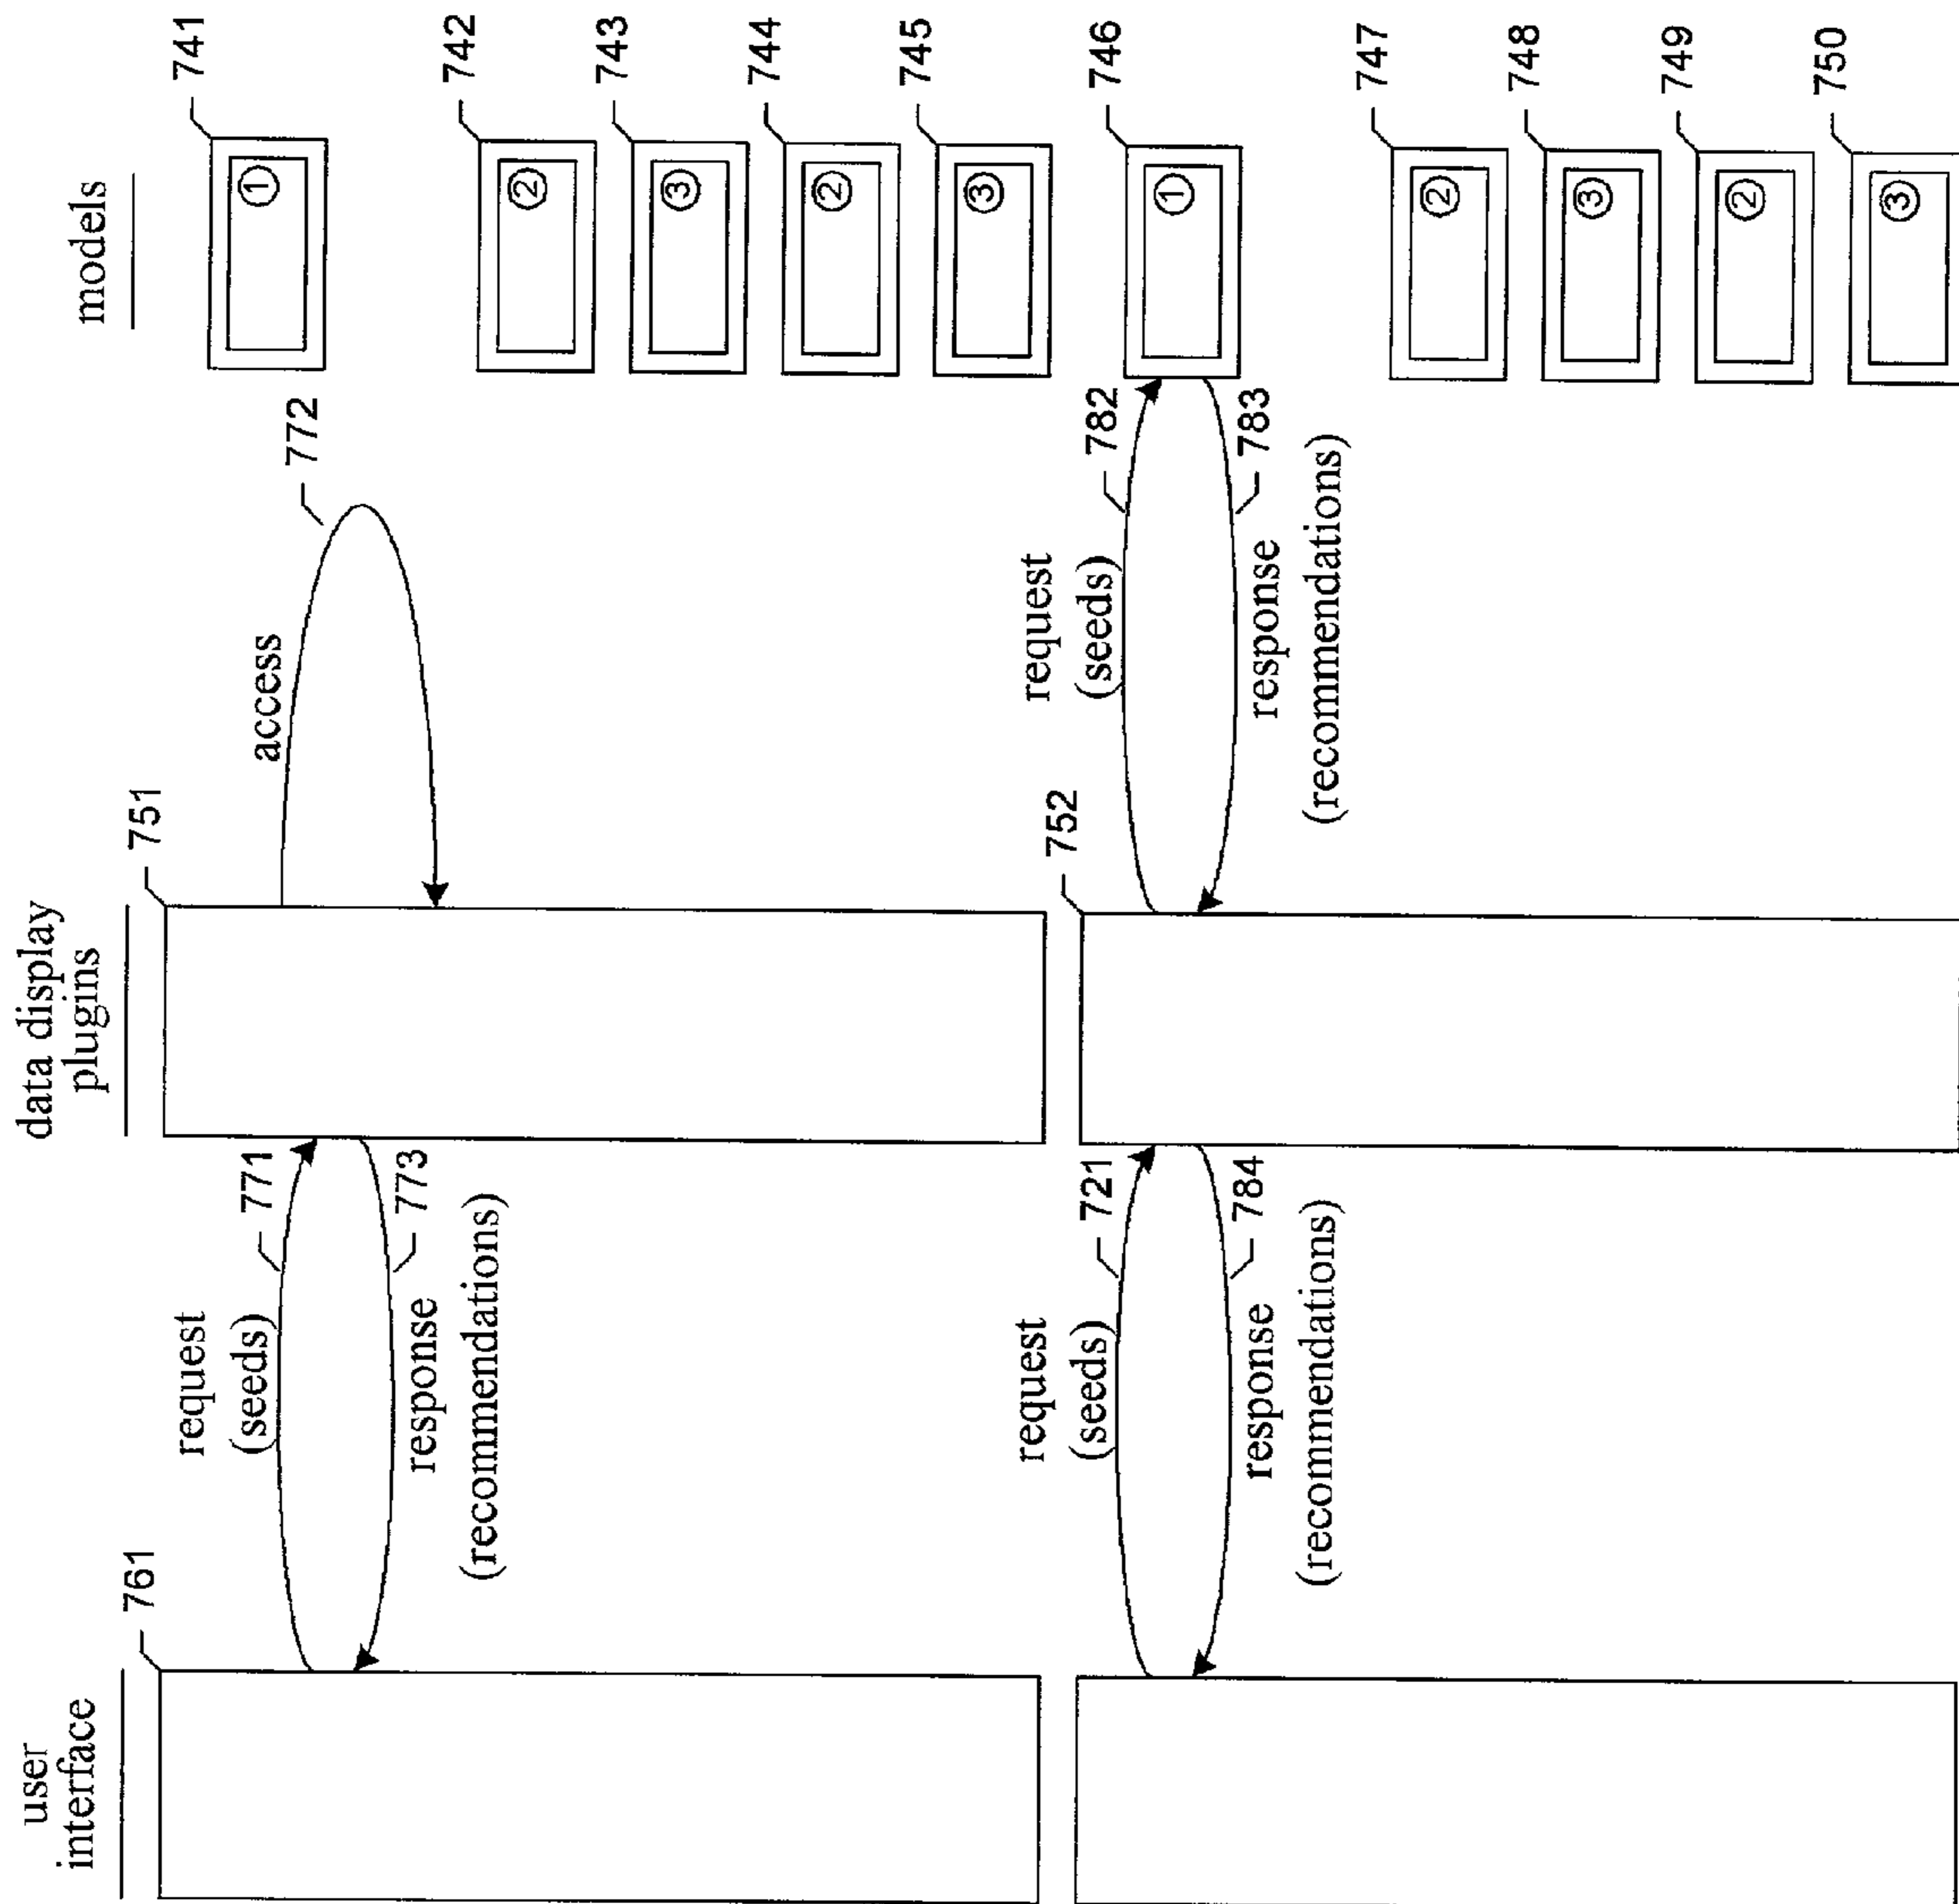 user
interface
data display
plugins
models
761
request
(seeds)
771
773
response
(recommendations)
751
access
772
741
①
742
②
743
③
744
②
745
③
request
(seeds)
721
784
response
(recommendations)
752
request
(seeds)
782
783
response
(recommendations)
746
①
747
②
748
③
749
②
750
③